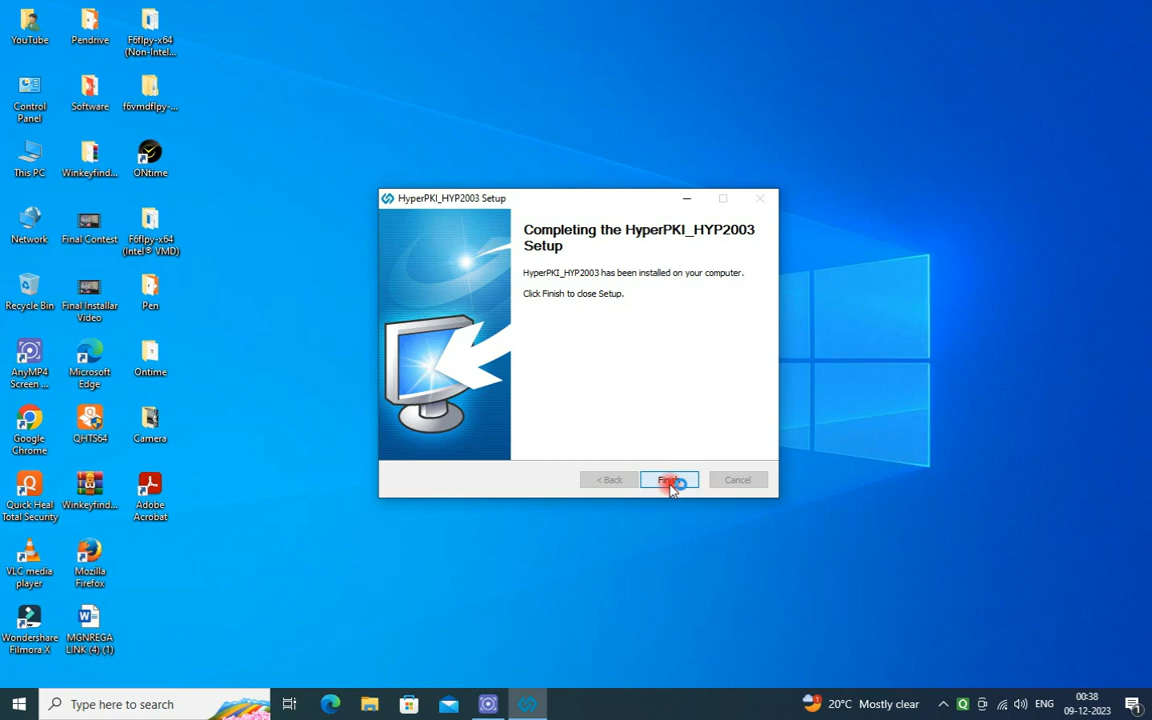 YouTube
Pendrive
F6flpy-x64
(Non-Intel...
Control
Panel
Software
f6vmdflpy-...
This PC
Winkeyfind...
ONtime
Network
Final Contest
F6flpy-x64
(Intel® VMD)
Recycle Bin
Final Installar
Video
Pen
AnyMP4
Screen ...
Microsoft
Edge
Ontime
Google
Chrome
QHTS64
Camera
Quick Heal
Total Security
Winkeyfind...
Adobe
Acrobat
VLC media
player
Mozilla
Firefox
Wondershare
Filmora X
MGNREGA
LINK (4) (1)
HyperPKI_HYP2003 Setup
Completing the HyperPKI_HYP2003
Setup
HyperPKI_HYP2003 has been installed on your computer.
Click Finish to close Setup.
< Back
Finish
Cancel
Type here to search
20°C Mostly clear
ENG
00:38
09-12-2023
1